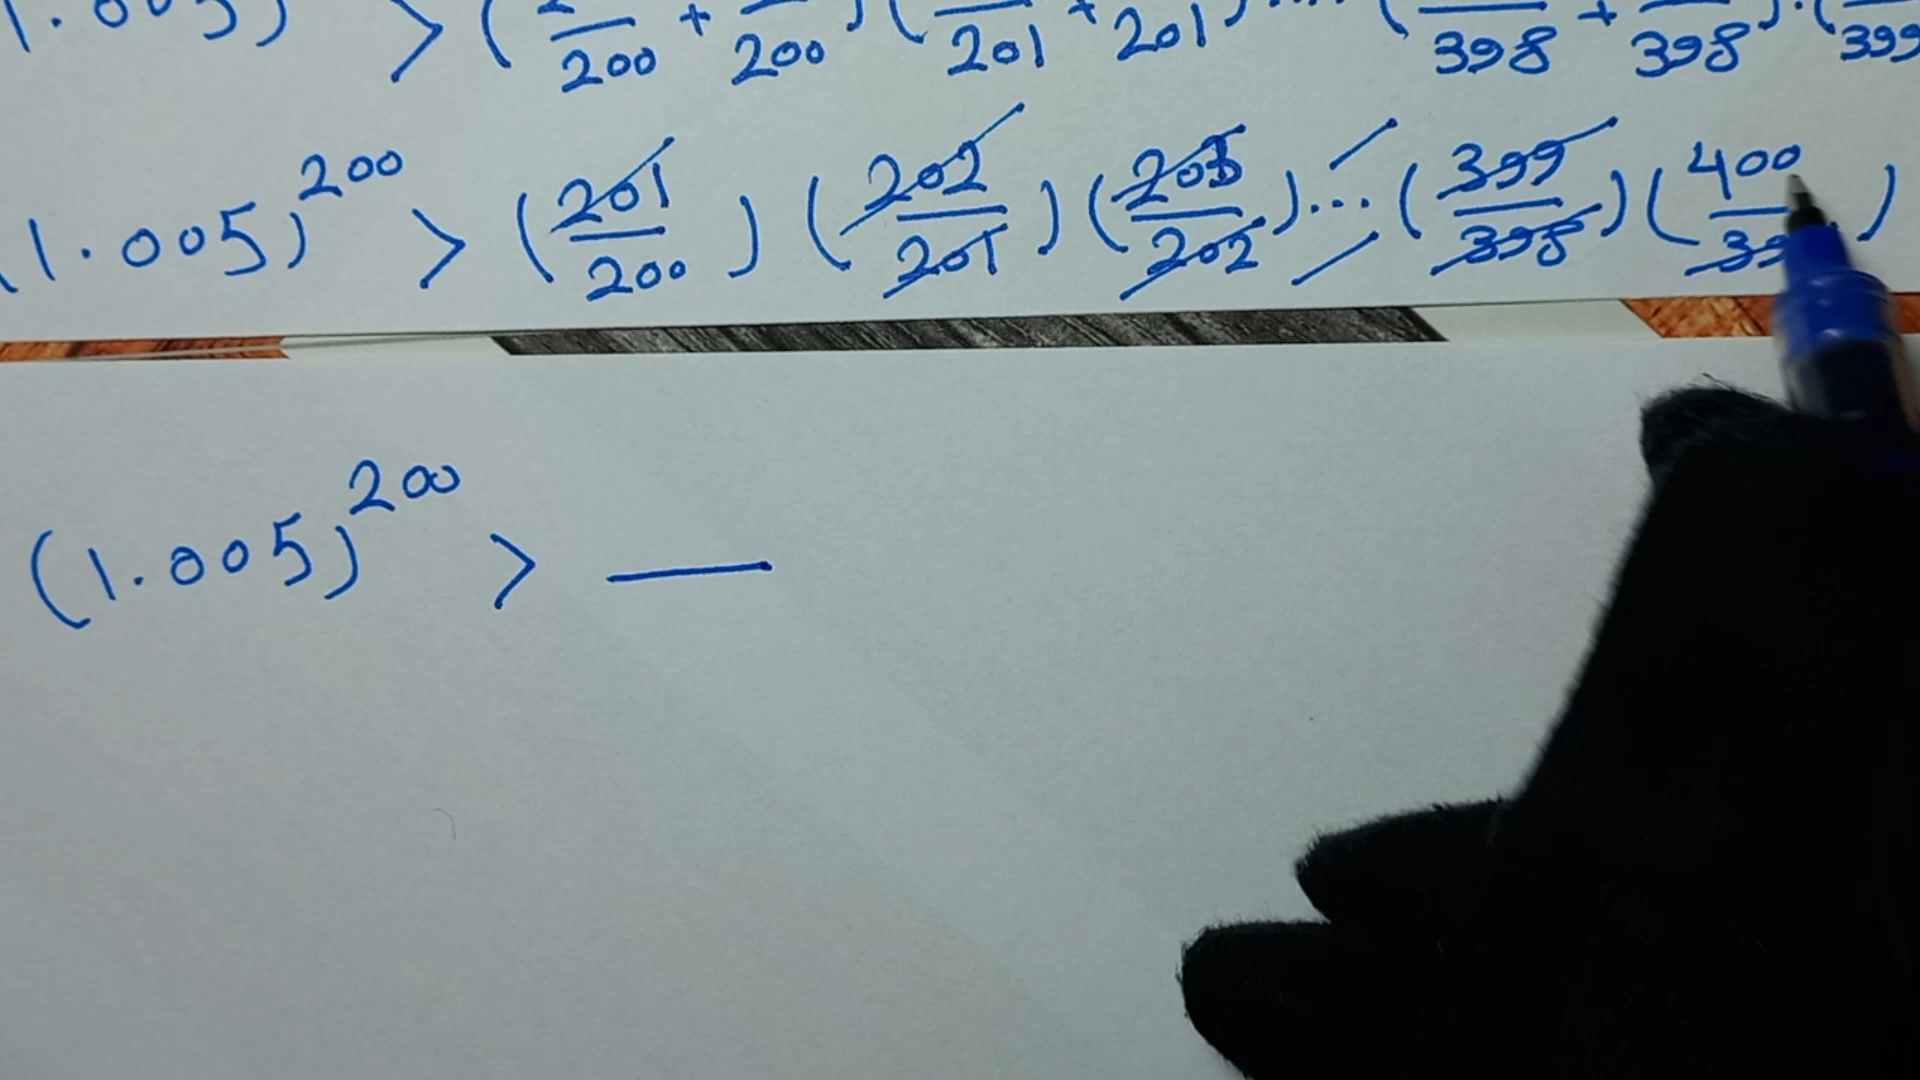 1.005) > ( /200 + /200)( /201 + /201) .... ( /398 + /398).( /399
(1.005)^200 > (201/200) (202/201) (203/202)...(399/398)(400/39 )
(1.005)^200 > —